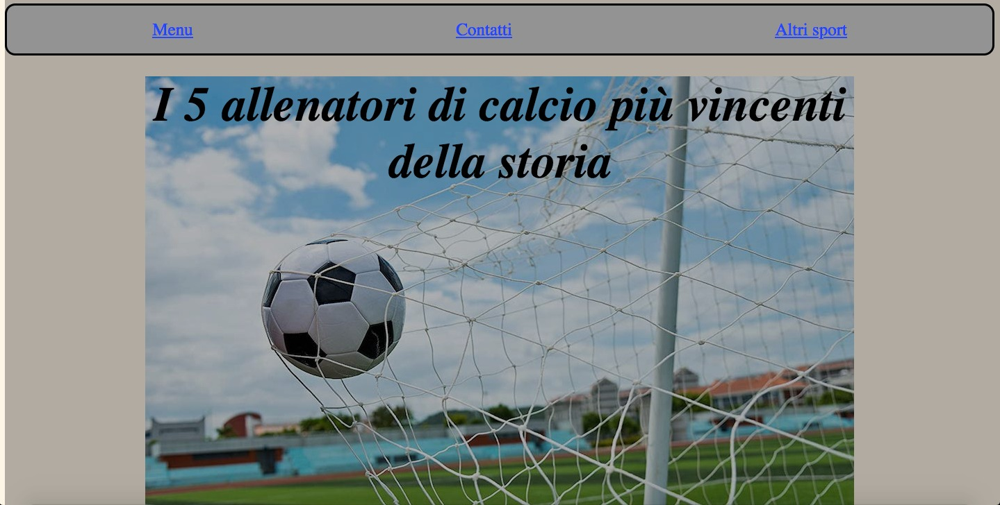 Menu
Contatti
Altri sport
I 5 allenatori di calcio più vincenti
della storia